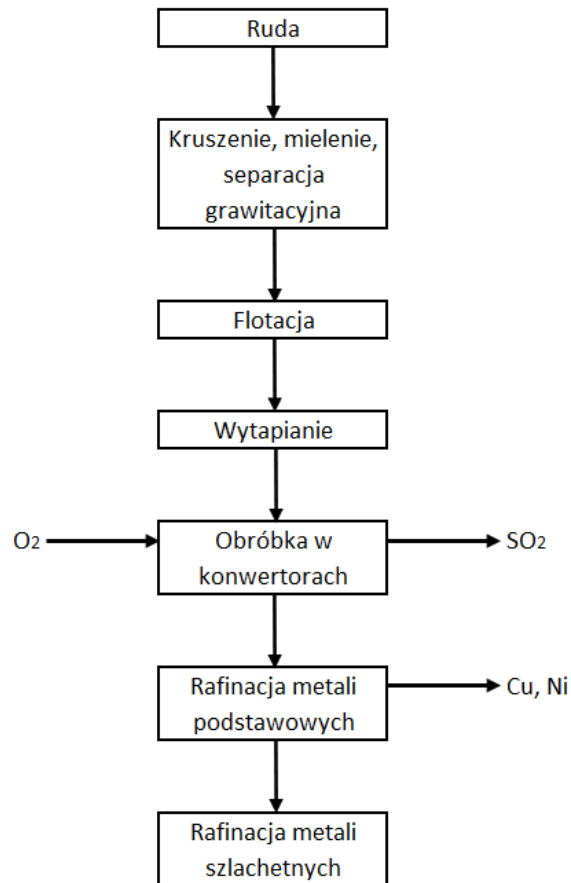 Ruda
Kruszenie, mielenie,
separacja
grawitacyjna
Flotacja
Wytapianie
O₂
Obróbka w
konwertorach
SO₂
Rafinacja metali
podstawowych
Cu, Ni
Rafinacja metali
szlachetnych